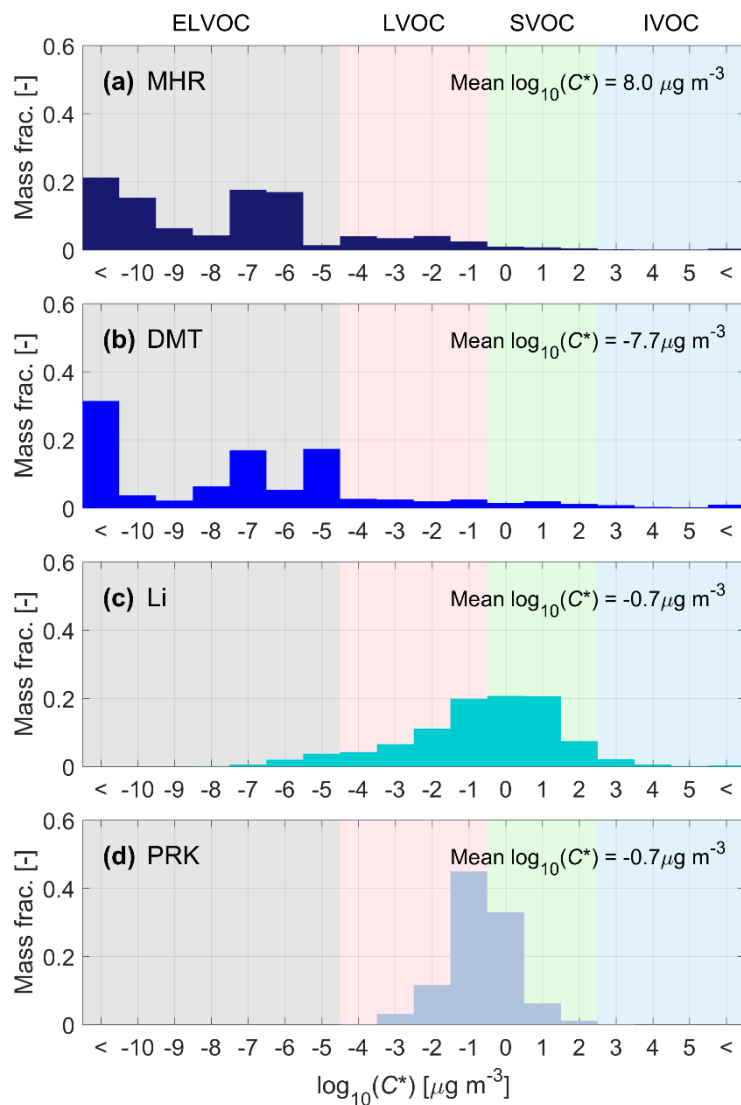 ELVOC LVOC SVOC IVOC
0.6
(a) MHR Mean log10(C*) = 8.0 μg m-3
0.4
Mass frac. [-]
0.2
0
< -10 -9 -8 -7 -6 -5 -4 -3 -2 -1 0 1 2 3 4 5 <
0.6
(b) DMT Mean log10(C*) = -7.7μg m-3
0.4
Mass frac. [-]
0.2
0
< -10 -9 -8 -7 -6 -5 -4 -3 -2 -1 0 1 2 3 4 5 <
0.6
(c) Li Mean log10(C*) = -0.7μg m-3
0.4
Mass frac. [-]
0.2
0
< -10 -9 -8 -7 -6 -5 -4 -3 -2 -1 0 1 2 3 4 5 <
0.6
(d) PRK Mean log10(C*) = -0.7μg m-3
0.4
Mass frac. [-]
0.2
0
< -10 -9 -8 -7 -6 -5 -4 -3 -2 -1 0 1 2 3 4 5 <
log10(C*) [μg m-3]